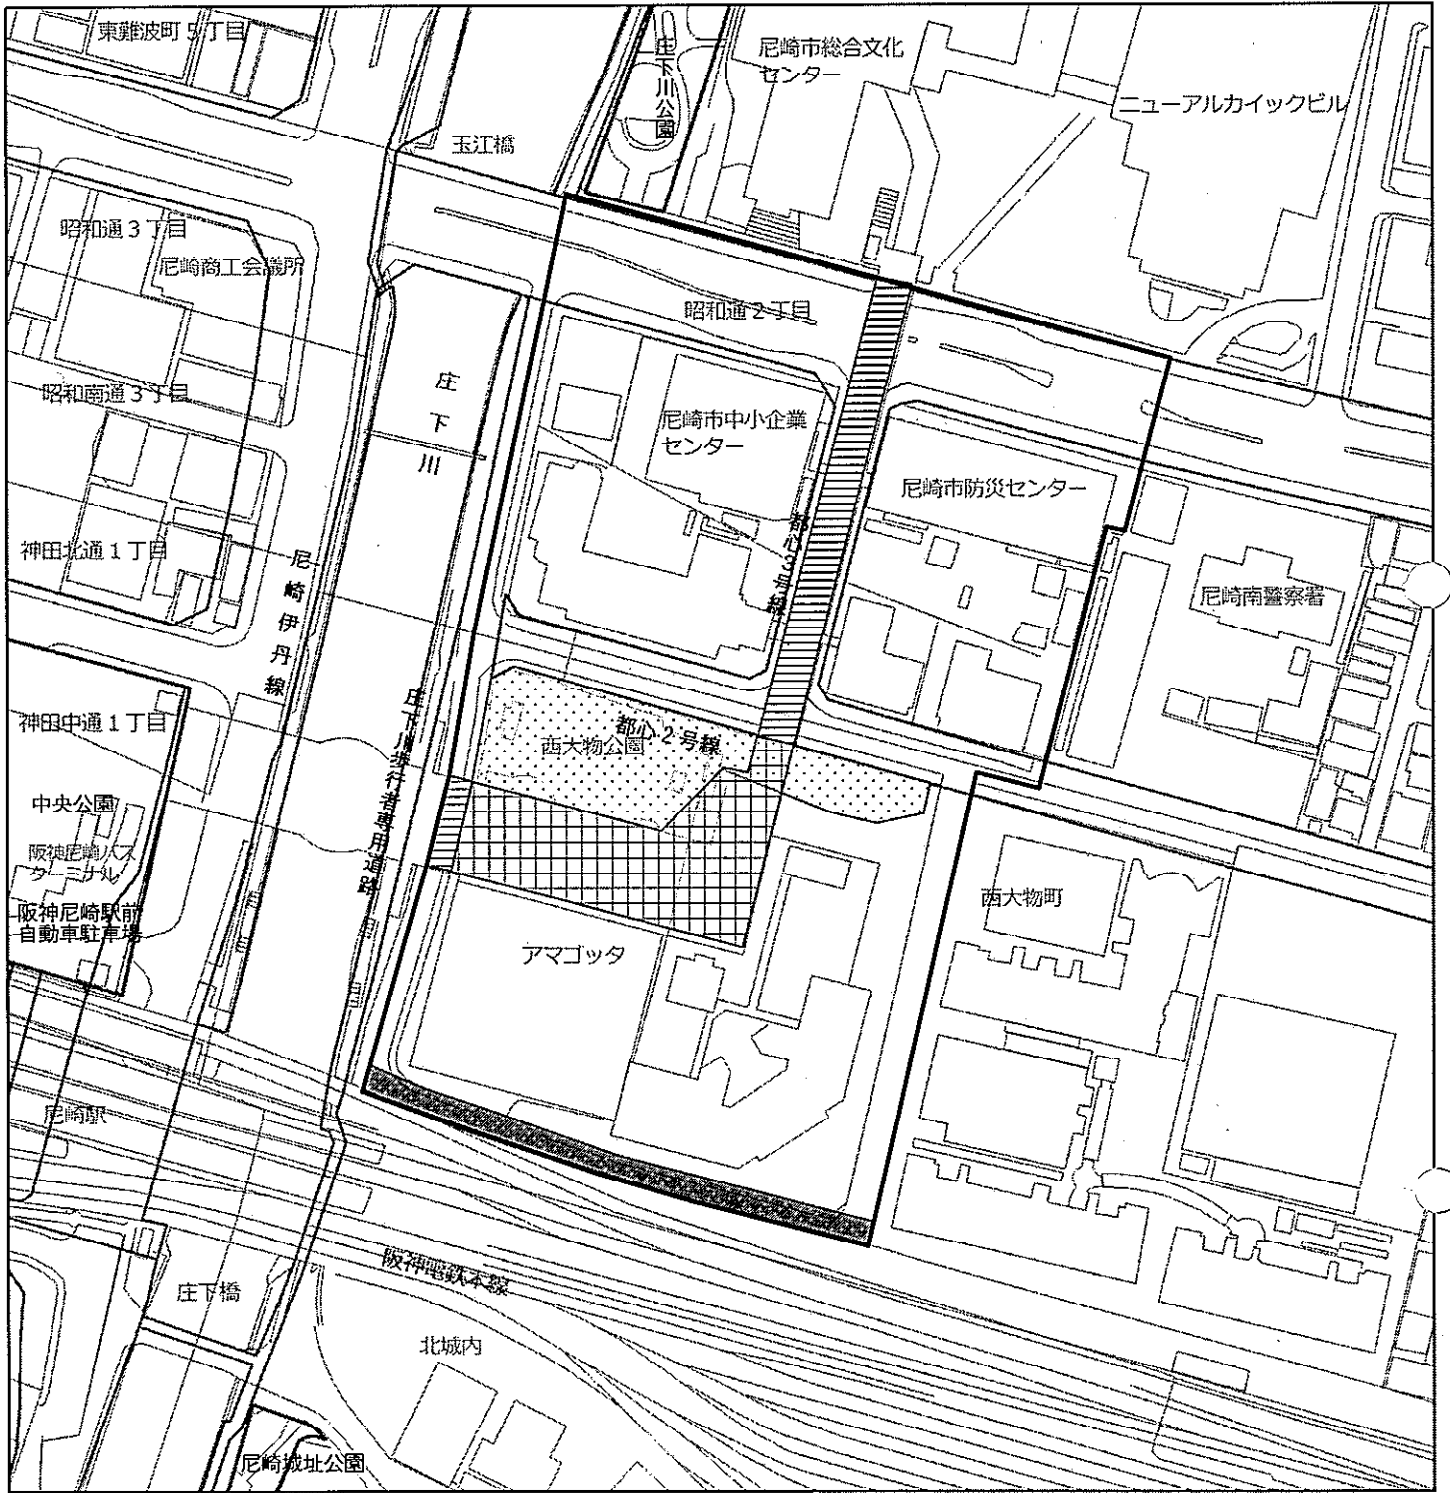 東難波町5丁目
庄下川公園
尼崎市総合文化
センター
ニューアルカイックビル
玉江橋
昭和通3丁目
尼崎商工会議所
昭和通2丁目
昭和南通3丁目
庄下川
尼崎市中小企業
センター
尼崎市防災センター
都心3号線
神田北通1丁目
尼崎伊丹線
尼崎南警察署
庄下川歩行者専用道路
神田中通1丁目
都心2号線
西大物公園
中央公園
阪神尼崎バス
ターミナル
阪神尼崎駅前
自動車駐車場
西大物町
アマゴッタ
尼崎駅
阪神電鉄本線
庄下橋
北城内
尼崎城址公園